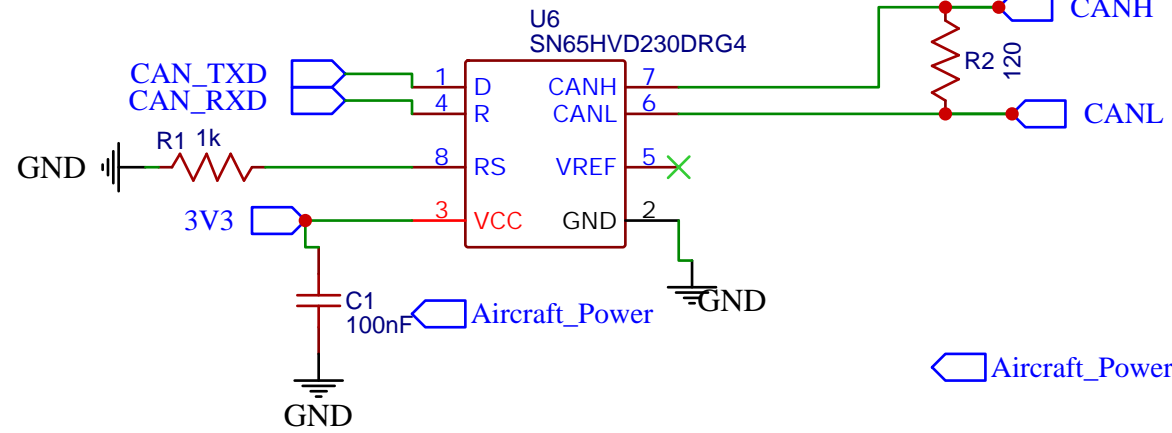 CANH
U6
SN65HVD230DRG4
R2
120
CAN_TXD
1
D
CANH
7
CAN_RXD
4
R
CANL
6
CANL
R1
1k
GND
8
RS
VREF
5
3V3
3
VCC
GND
2
C1
100nF
Aircraft_Power
GND
Aircraft_Power
GND